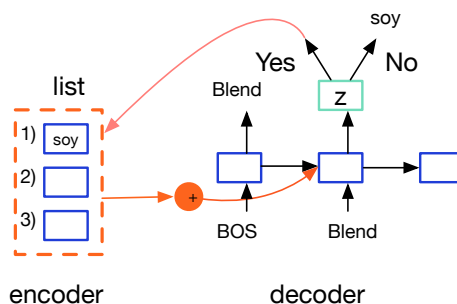 soy
Yes
No
list
Blend
z
1)
soy
2)
3)
+
BOS
Blend
encoder
decoder